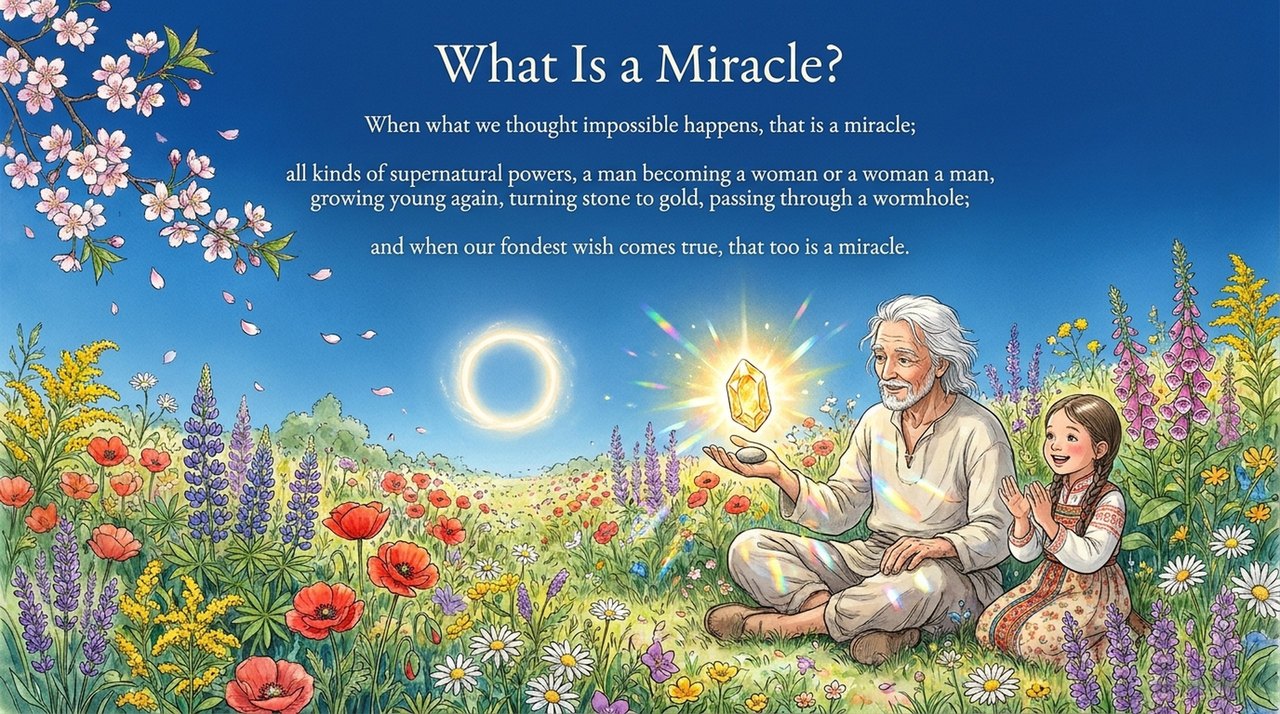 What Is a Miracle?
When what we thought impossible happens, that is a miracle;
all kinds of supernatural powers, a man becoming a woman or a woman a man,
growing young again, turning stone to gold, passing through a wormhole;
and when our fondest wish comes true, that too is a miracle.